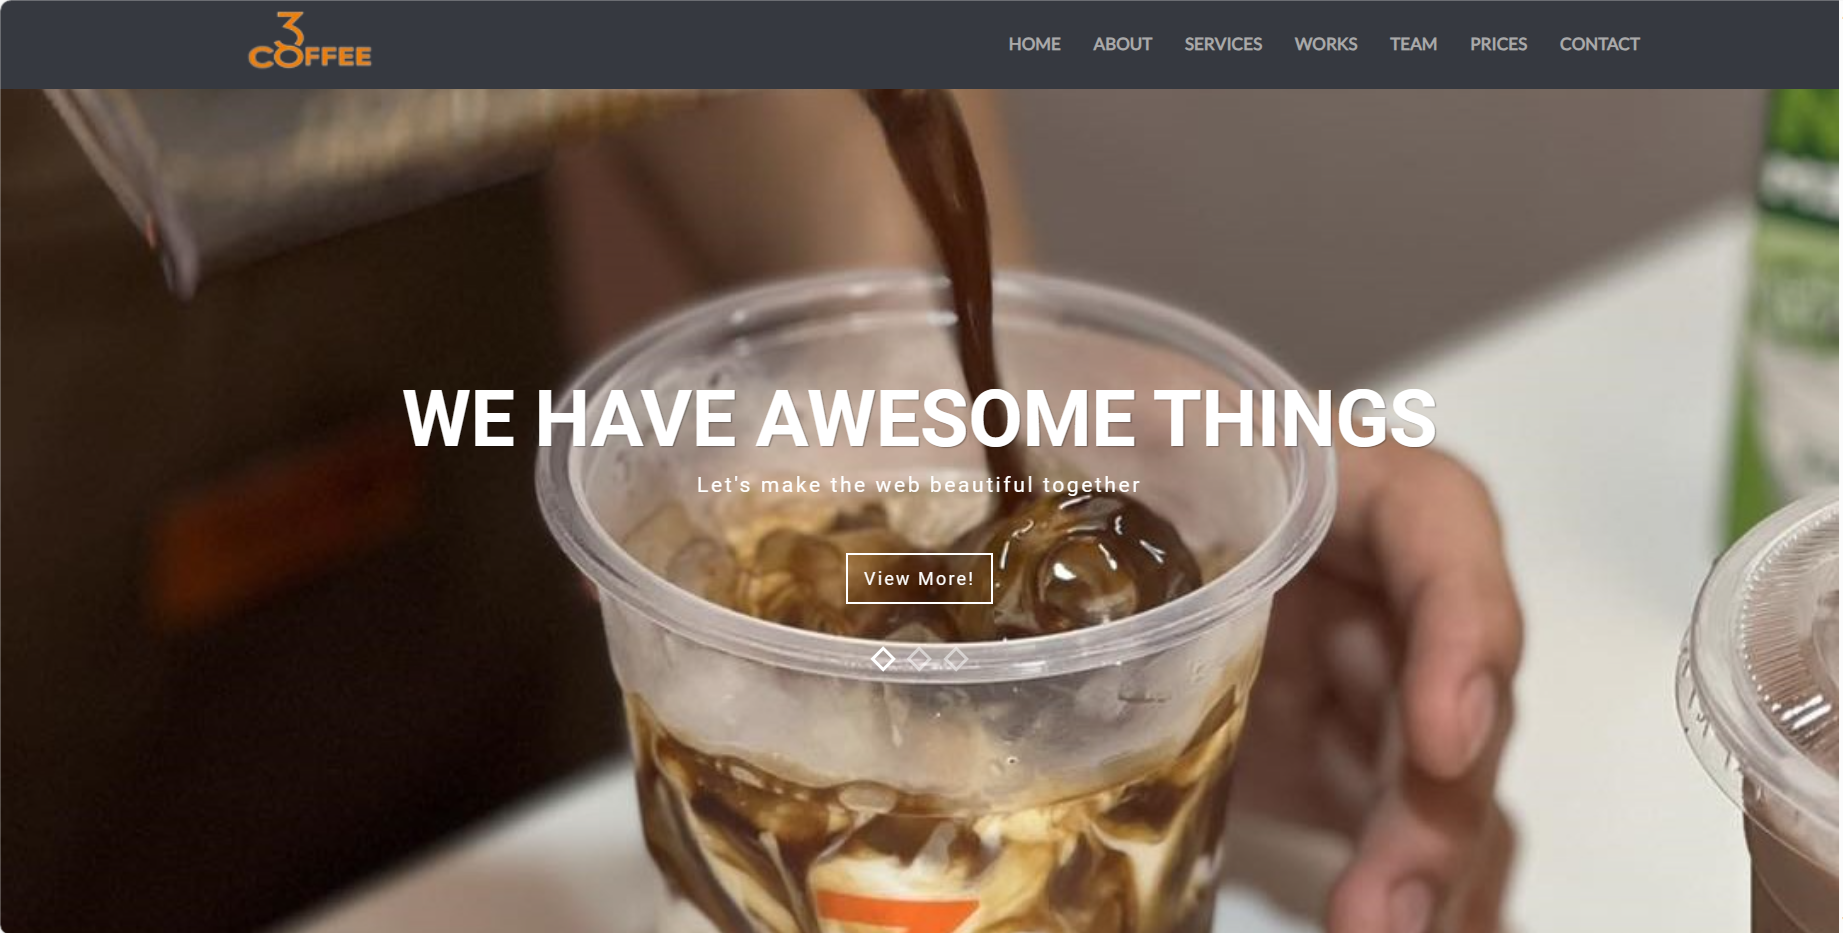 3
COFFEE
HOME ABOUT SERVICES WORKS TEAM PRICES CONTACT
WE HAVE AWESOME THINGS
Let's make the web beautiful together
View More!